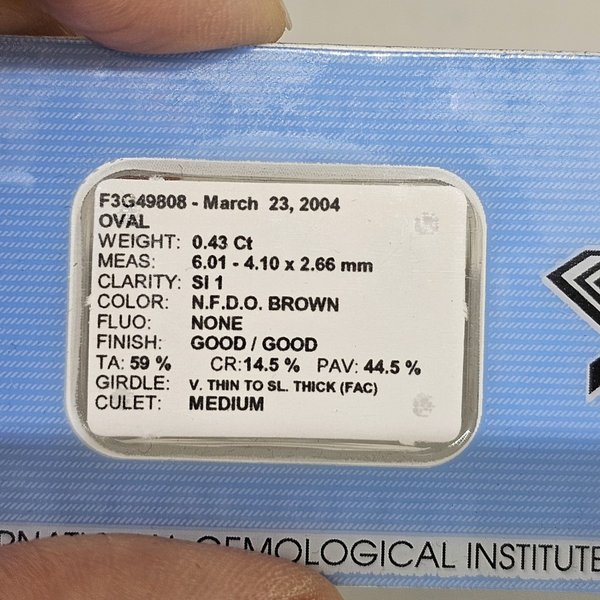 F3G49808 - March 23, 2004
OVAL
WEIGHT: 0.43 Ct
MEAS: 6.01 - 4.10 x 2.66 mm
CLARITY: SI 1
COLOR: N.F.D.O. BROWN
FLUO: NONE
FINISH: GOOD / GOOD
TA: 59 % CR:14.5 % PAV: 44.5 %
GIRDLE: V. THIN TO SL. THICK (FAC)
CULET: MEDIUM
GEMOLOGICAL INSTITUTE